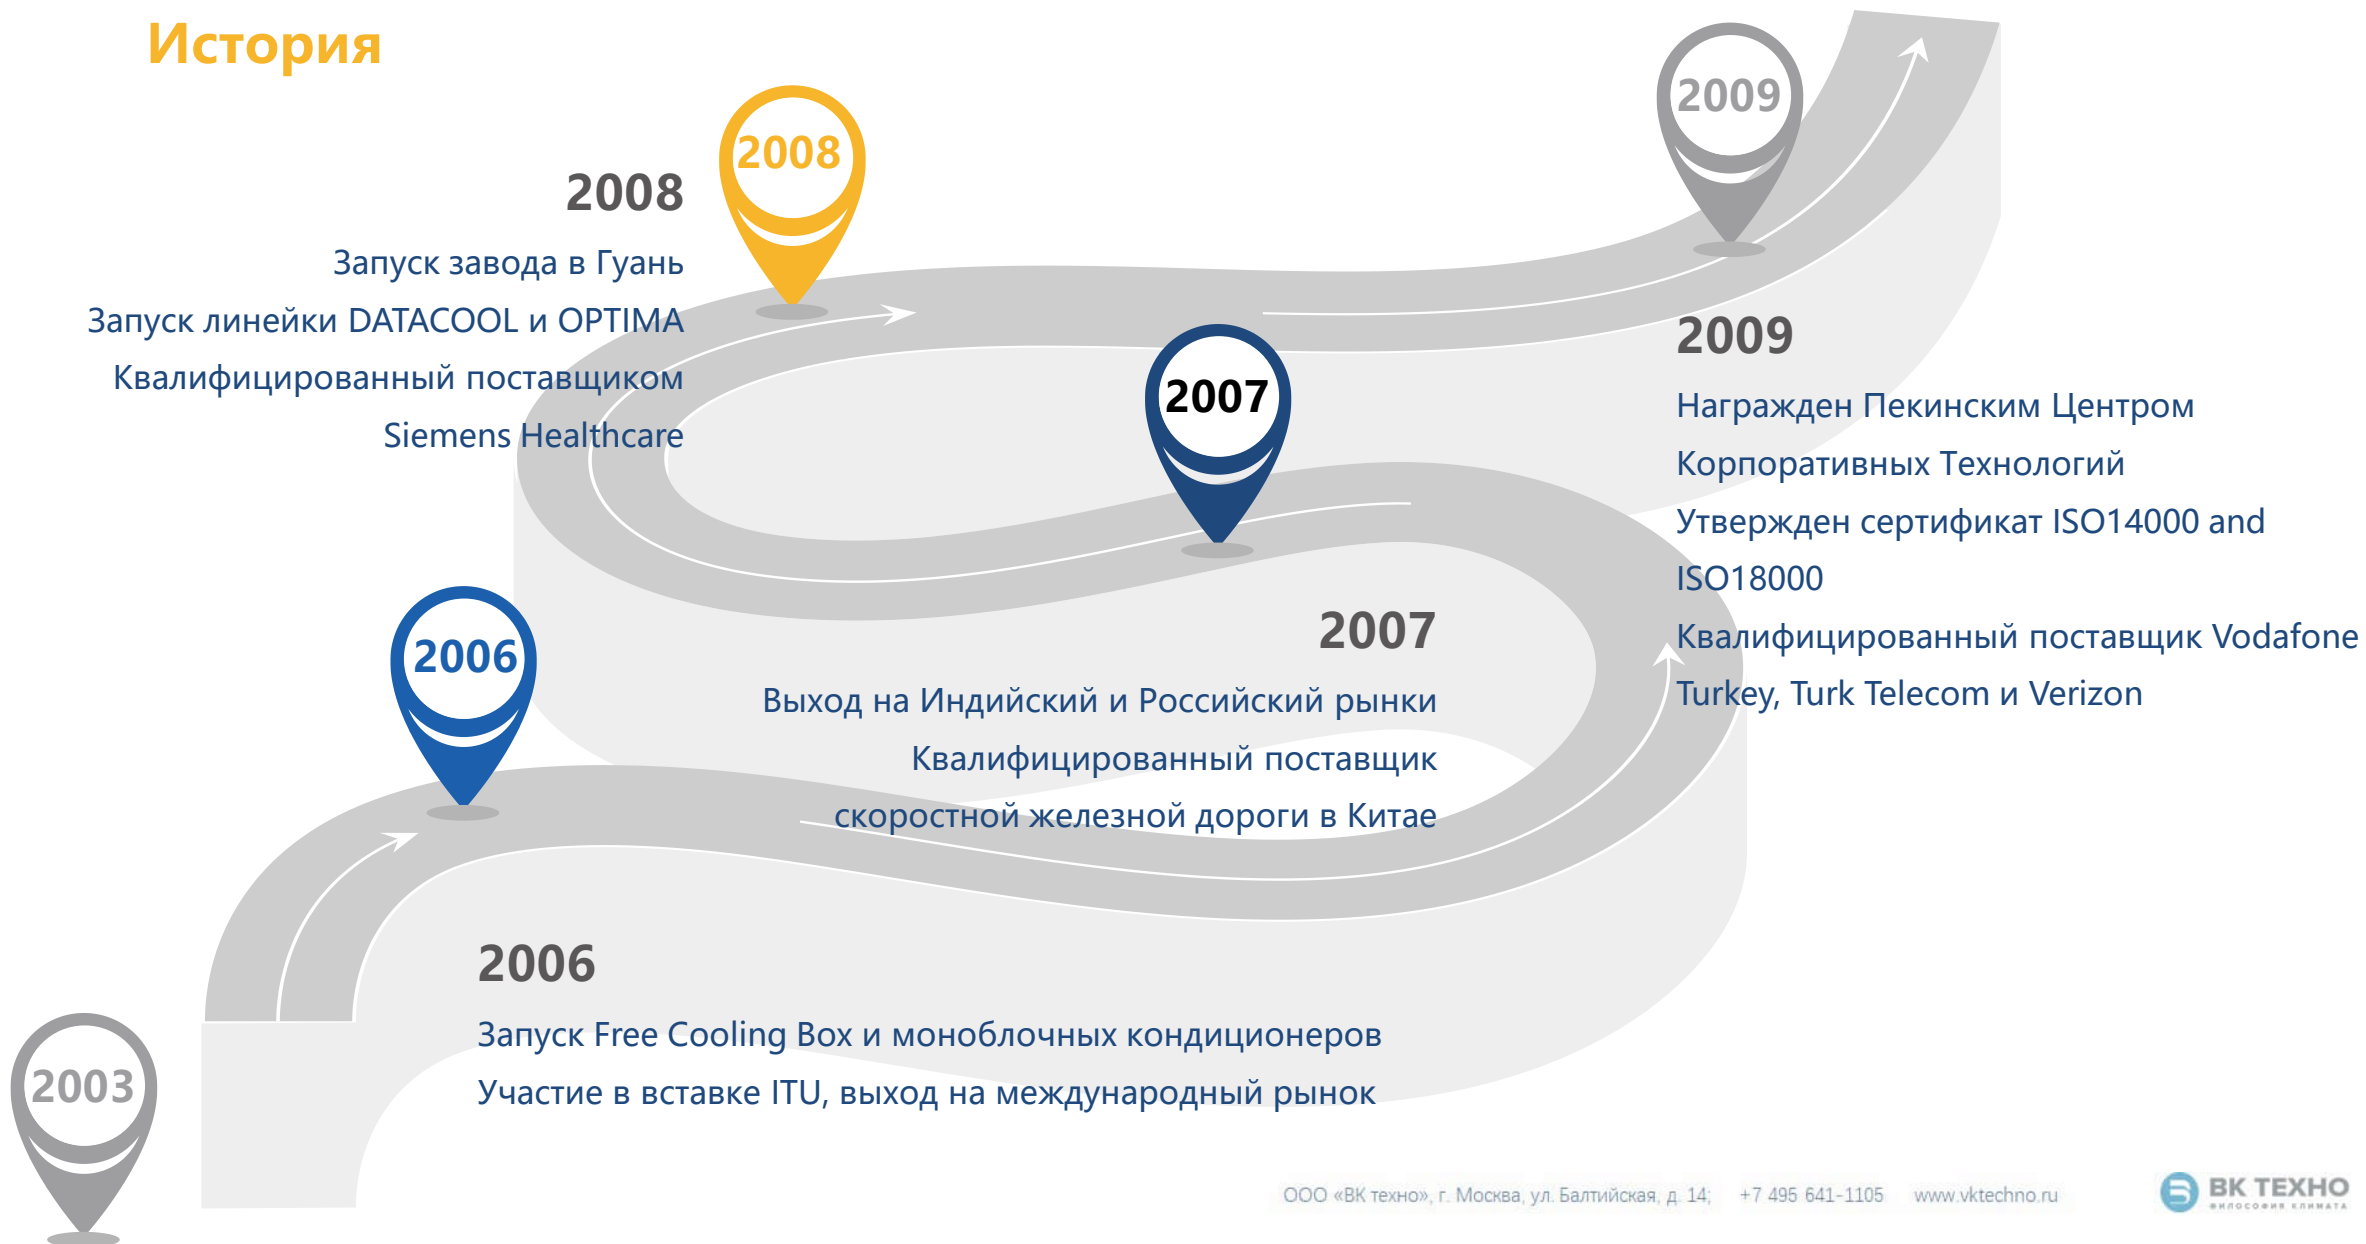 История
2008
2008
Запуск завода в Гуань
Запуск линейки DATACOOL и OPTIMA
Квалифицированный поставщиком
Siemens Healthcare
2009
2009
Награжден Пекинским Центром
Корпоративных Технологий
Утвержден сертификат ISO14000 and
ISO18000
Квалифицированный поставщик Vodafone
Turkey, Turk Telecom и Verizon
2007
2007
Выход на Индийский и Российский рынки
Квалифицированный поставщик
скоростной железной дороги в Китае
2006
2006
Запуск Free Cooling Box и моноблочных кондиционеров
Участие в вставке ITU, выход на международный рынок
2003
ООО «ВК техно», г. Москва, ул. Балтийская, д. 14; +7 495 641-1105 www.vktechno.ru
ВК ТЕХНО
ФИЛОСОФИЯ КЛИМАТА